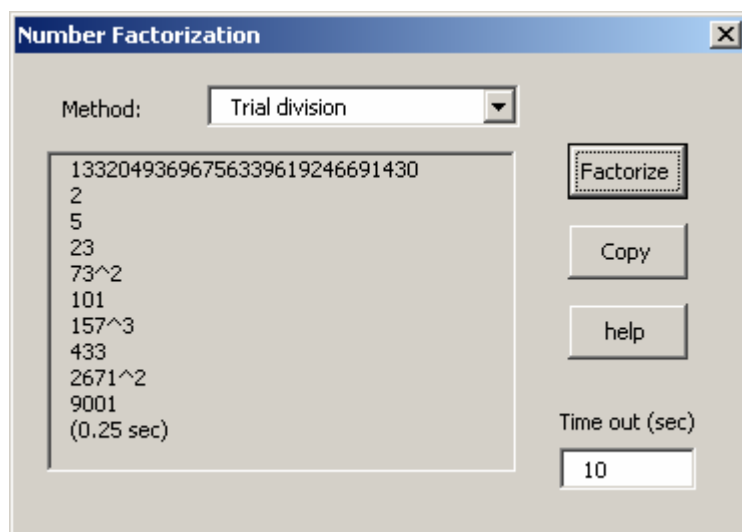 Number Factorization
Method:
Trial division
13320493696756339619246691430
2
5
23
73^2
101
157^3
433
2671^2
9001
(0.25 sec)
Factorize
Copy
help
Time out (sec)
10